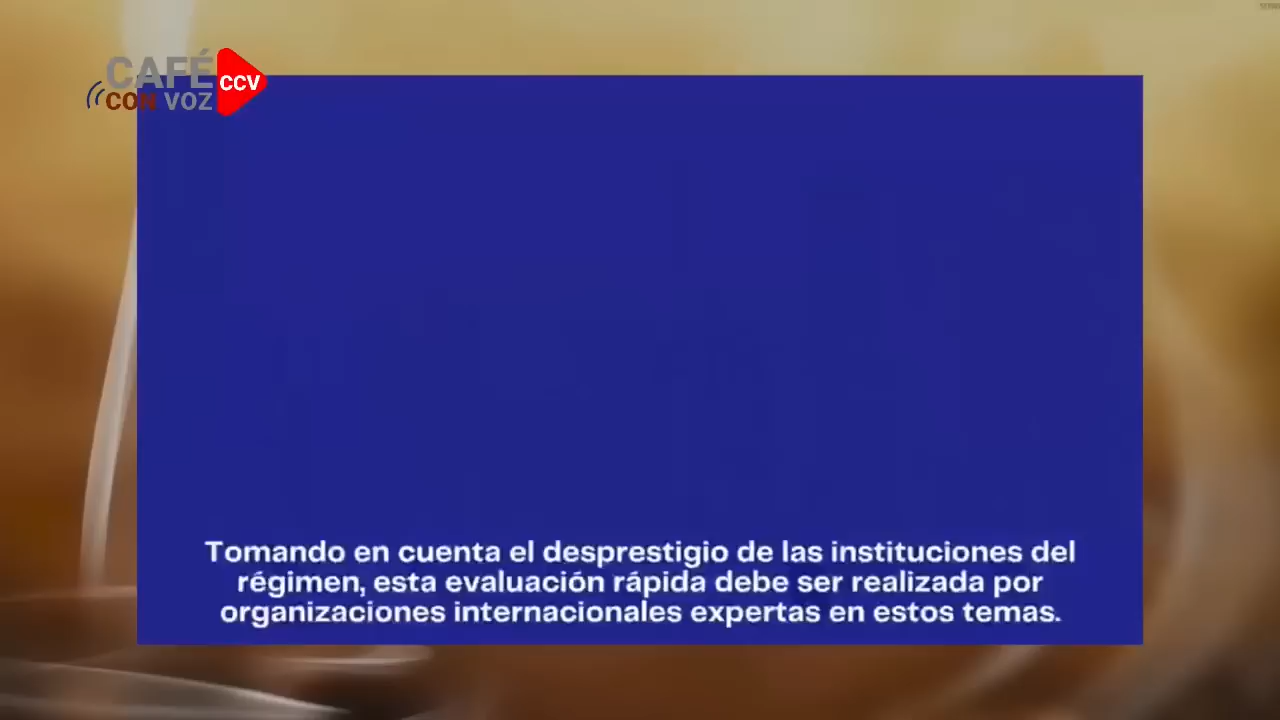 CAFÉ
CON VOZ
CCV
Tomando en cuenta el desprestigio de las instituciones del
régimen, esta evaluación rápida debe ser realizada por
organizaciones internacionales expertas en estos temas.